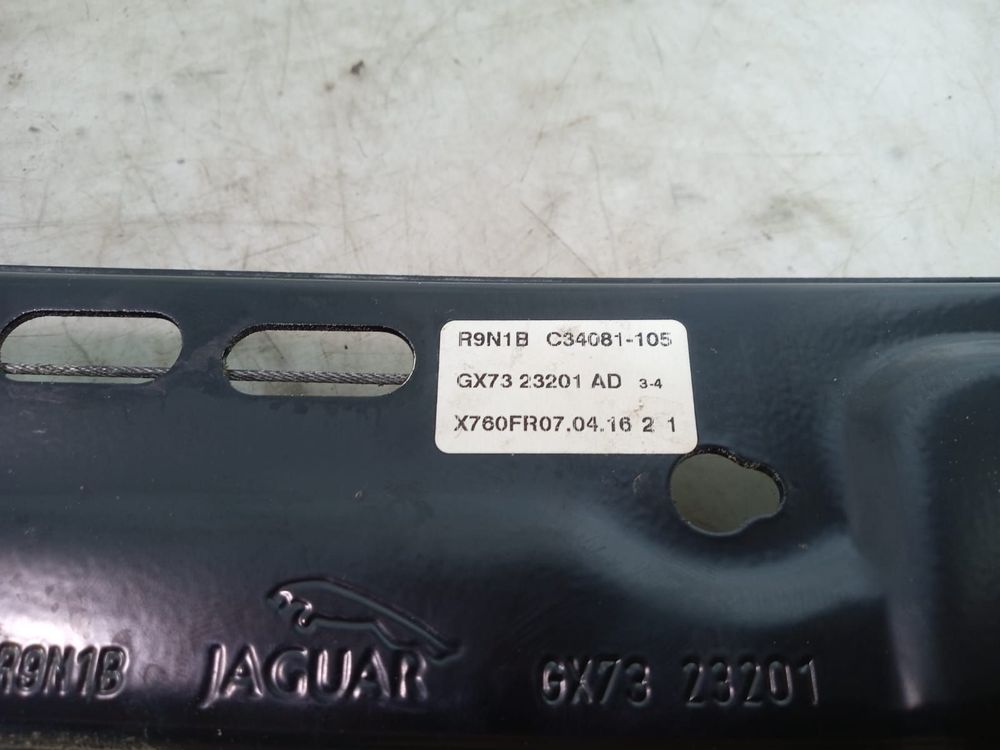 R9N1B C34081-105
GX73 23201 AD 3-4
X760FR07.04.16 2 1
R9N1B JAGUAR GX73 23201